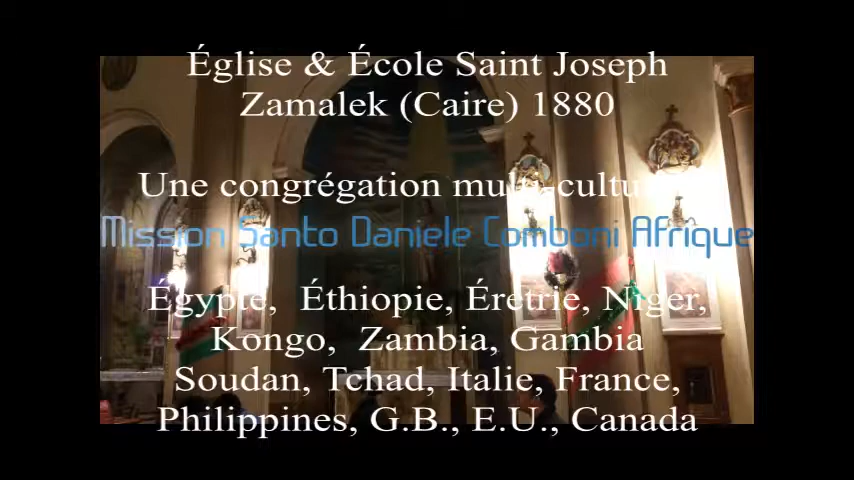 Église & École Saint Joseph
Zamalek (Caire) 1880
Une congrégation
Mission Santo Daniele Comboni Afrique
Égypte, Éthiopie, Éretrie, Niger,
Kongo, Zambia, Gambia
Soudan, Tchad, Italie, France,
Philippines, G.B., E.U., Canada